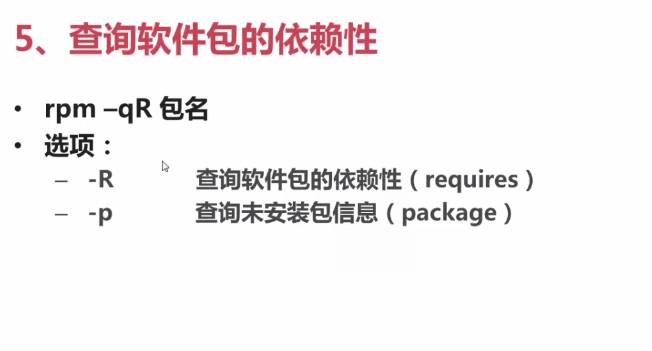 5、查询软件包的依赖性
• rpm –qR 包名
• 选项：
– -R 查询软件包的依赖性（requires）
– -p 查询未安装包信息（package）